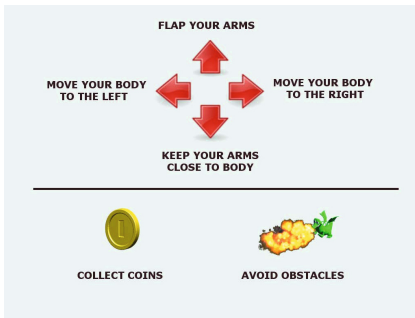 FLAP YOUR ARMS
MOVE YOUR BODY
TO THE LEFT
MOVE YOUR BODY
TO THE RIGHT
KEEP YOUR ARMS
CLOSE TO BODY
COLLECT COINS
AVOID OBSTACLES